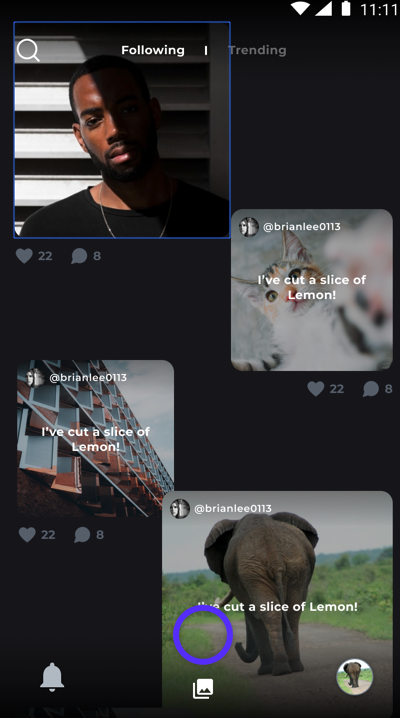 11:11
Following
Trending
@brianlee0113
I've cut a slice of
Lemon!
22
8
22
8
@brianlee0113
I've cut a slice of
Lemon!
@brianlee0113
22
8
I've cut a slice of Lemon!